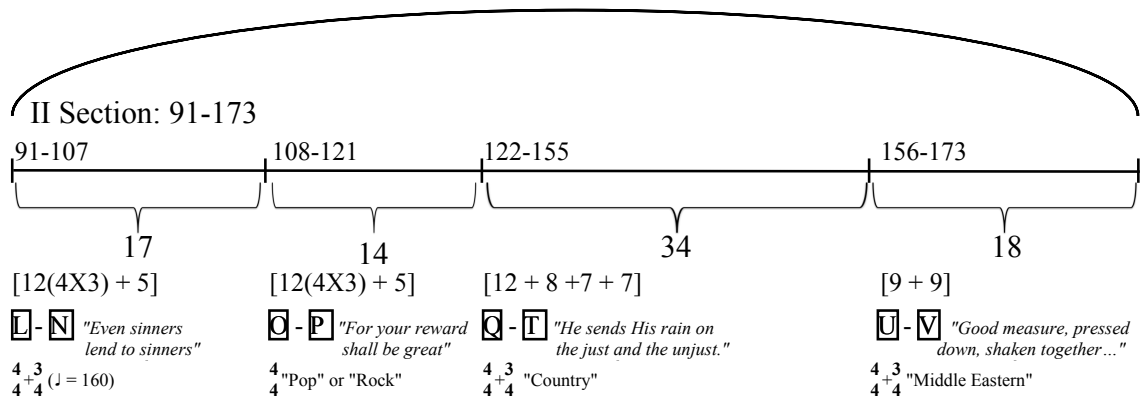 II Section: 91-173
91-107 108-121 122-155 156-173
17 14 34 18
[12(4X3) + 5] [12(4X3) + 5] [12 + 8 +7 + 7] [9 + 9]
L - N "Even sinners O - P "For your reward Q - T "He sends His rain on U - V "Good measure, pressed
lend to sinners" shall be great" the just and the unjust." down, shaken together…"
4/4+3/4 (♩ = 160) 4/4 "Pop" or "Rock" 4/4+3/4 "Country" 4/4+3/4 "Middle Eastern"